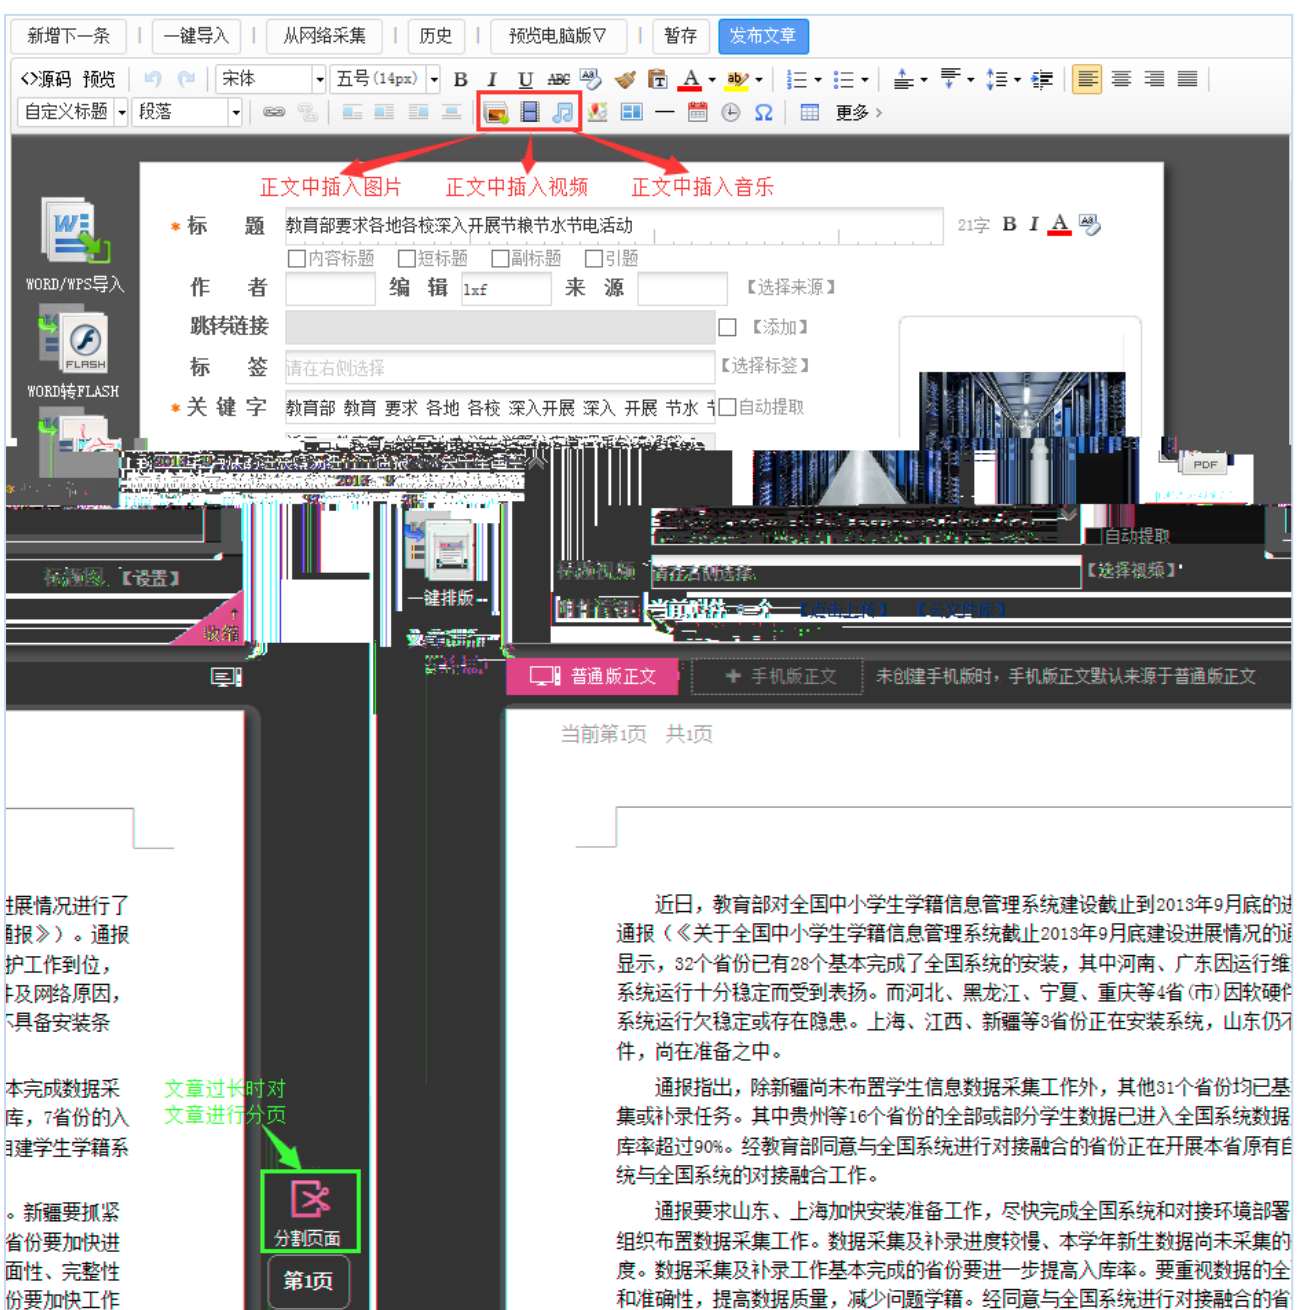 新增下一条 一键导入 从网络采集 历史 预览电脑版▽ 暂存 发布文章
<>源码 预览 宋体 五号(14px) B I U ABC
自定义标题 段落 更多
正文中插入图片 正文中插入视频 正文中插入音乐
* 标 题 教育部要求各地各校深入开展节粮节水节电活动 21字 B I A
内容标题 短标题 副标题 引题
WORD/WPS导入
作 者 编 辑 lxf 来 源 【选择来源】
跳转链接 【添加】
FLASH
标 签 请在右侧选择 【选择标签】
WORD转FLASH
* 关 键 字 教育部 教育 要求 各地 各校 深入开展 深入 开展 节水 自动提取
PDF
自动提取
标题图 【设置】
标题视频 请在右侧选择 【选择视频】
一键排版
【点击上传】 【云文件库】
收缩
普通版正文 + 手机版正文 未创建手机版时，手机版正文默认来源于普通版正文
当前第1页 共1页
进展情况进行了
通报》）。通报
护工作到位，
件及网络原因，
不具备安装条
近日，教育部对全国中小学生学籍信息管理系统建设截止到2013年9月底的进
通报（《关于全国中小学生学籍信息管理系统截止2013年9月底建设进展情况的通
显示，32个省份已有28个基本完成了全国系统的安装，其中河南、广东因运行维
系统运行十分稳定而受到表扬。而河北、黑龙江、宁夏、重庆等4省(市)因软硬件
系统运行欠稳定或存在隐患。上海、江西、新疆等3省份正在安装系统，山东仍不
件，尚在准备之中。
本完成数据采
库，7省份的入
自建学生学籍系
文章过长时对
文章进行分页
通报指出，除新疆尚未布置学生信息数据采集工作外，其他31个省份均已基
集或补录任务。其中贵州等16个省份的全部或部分学生数据已进入全国系统数据
库率超过90%。经教育部同意与全国系统进行对接融合的省份正在开展本省原有自
统与全国系统的对接融合工作。
。新疆要抓紧
省份要加快进
面性、完整性
份要加快工作
分割页面
第1页
通报要求山东、上海加快安装准备工作，尽快完成全国系统和对接环境部署
组织布置数据采集工作。数据采集及补录进度较慢、本学年新生数据尚未采集的
度。数据采集及补录工作基本完成的省份要进一步提高入库率。要重视数据的全
和准确性，提高数据质量，减少问题学籍。经同意与全国系统进行对接融合的省